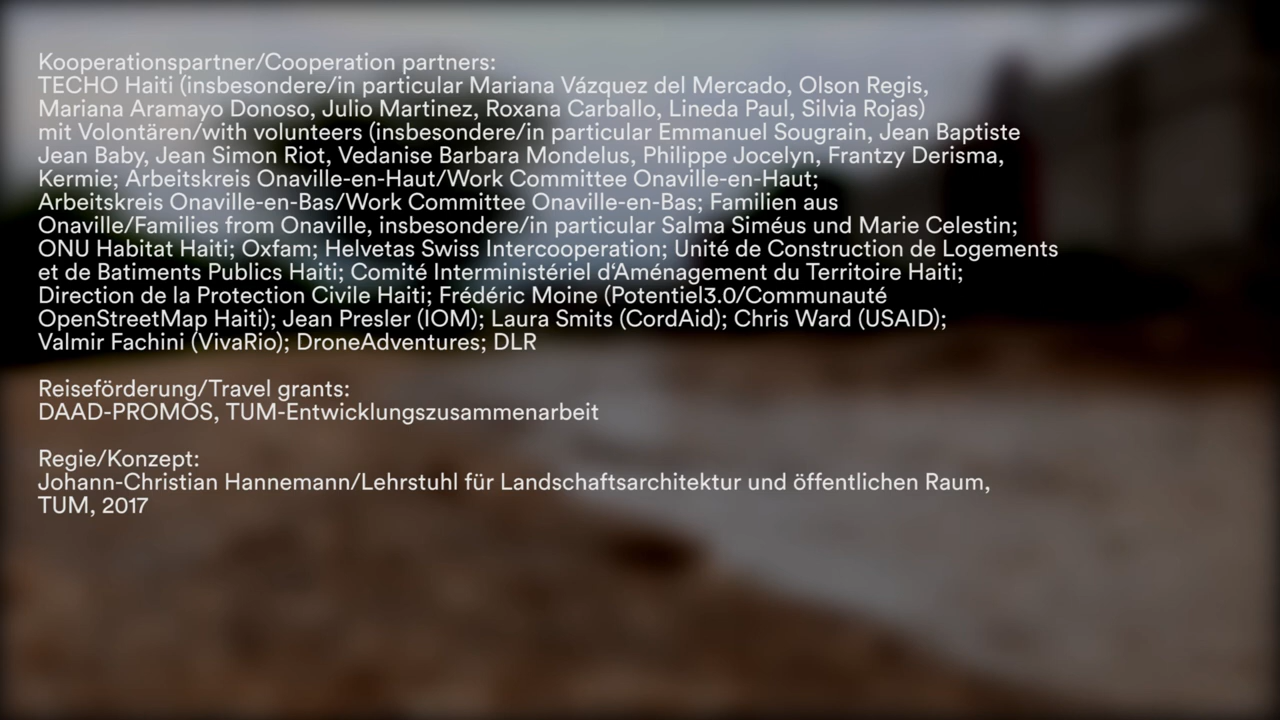 Kooperationspartner/Cooperation partners:
TECHO Haiti (insbesondere/in particular Mariana Vázquez del Mercado, Olson Regis,
Mariana Aramayo Donoso, Julio Martinez, Roxana Carballo, Lineda Paul, Silvia Rojas)
mit Volontären/with volunteers (insbesondere/in particular Emmanuel Sougrain, Jean Baptiste
Jean Baby, Jean Simon Riot, Vedanise Barbara Mondelus, Philippe Jocelyn, Frantzy Derisma,
Kermie; Arbeitskreis Onaville-en-Haut/Work Committee Onaville-en-Haut;
Arbeitskreis Onaville-en-Bas/Work Committee Onaville-en-Bas; Familien aus
Onaville/Families from Onaville, insbesondere/in particular Salma Siméus und Marie Celestin;
ONU Habitat Haiti; Oxfam; Helvetas Swiss Intercooperation; Unité de Construction de Logements
et de Batiments Publics Haiti; Comité Interministériel d‘Aménagement du Territoire Haiti;
Direction de la Protection Civile Haiti; Frédéric Moine (Potentiel3.0/Communauté
OpenStreetMap Haiti); Jean Presler (IOM); Laura Smits (CordAid); Chris Ward (USAID);
Valmir Fachini (VivaRio); DroneAdventures; DLR
Reiseförderung/Travel grants:
DAAD-PROMOS, TUM-Entwicklungszusammenarbeit
Regie/Konzept:
Johann-Christian Hannemann/Lehrstuhl für Landschaftsarchitektur und öffentlichen Raum,
TUM, 2017